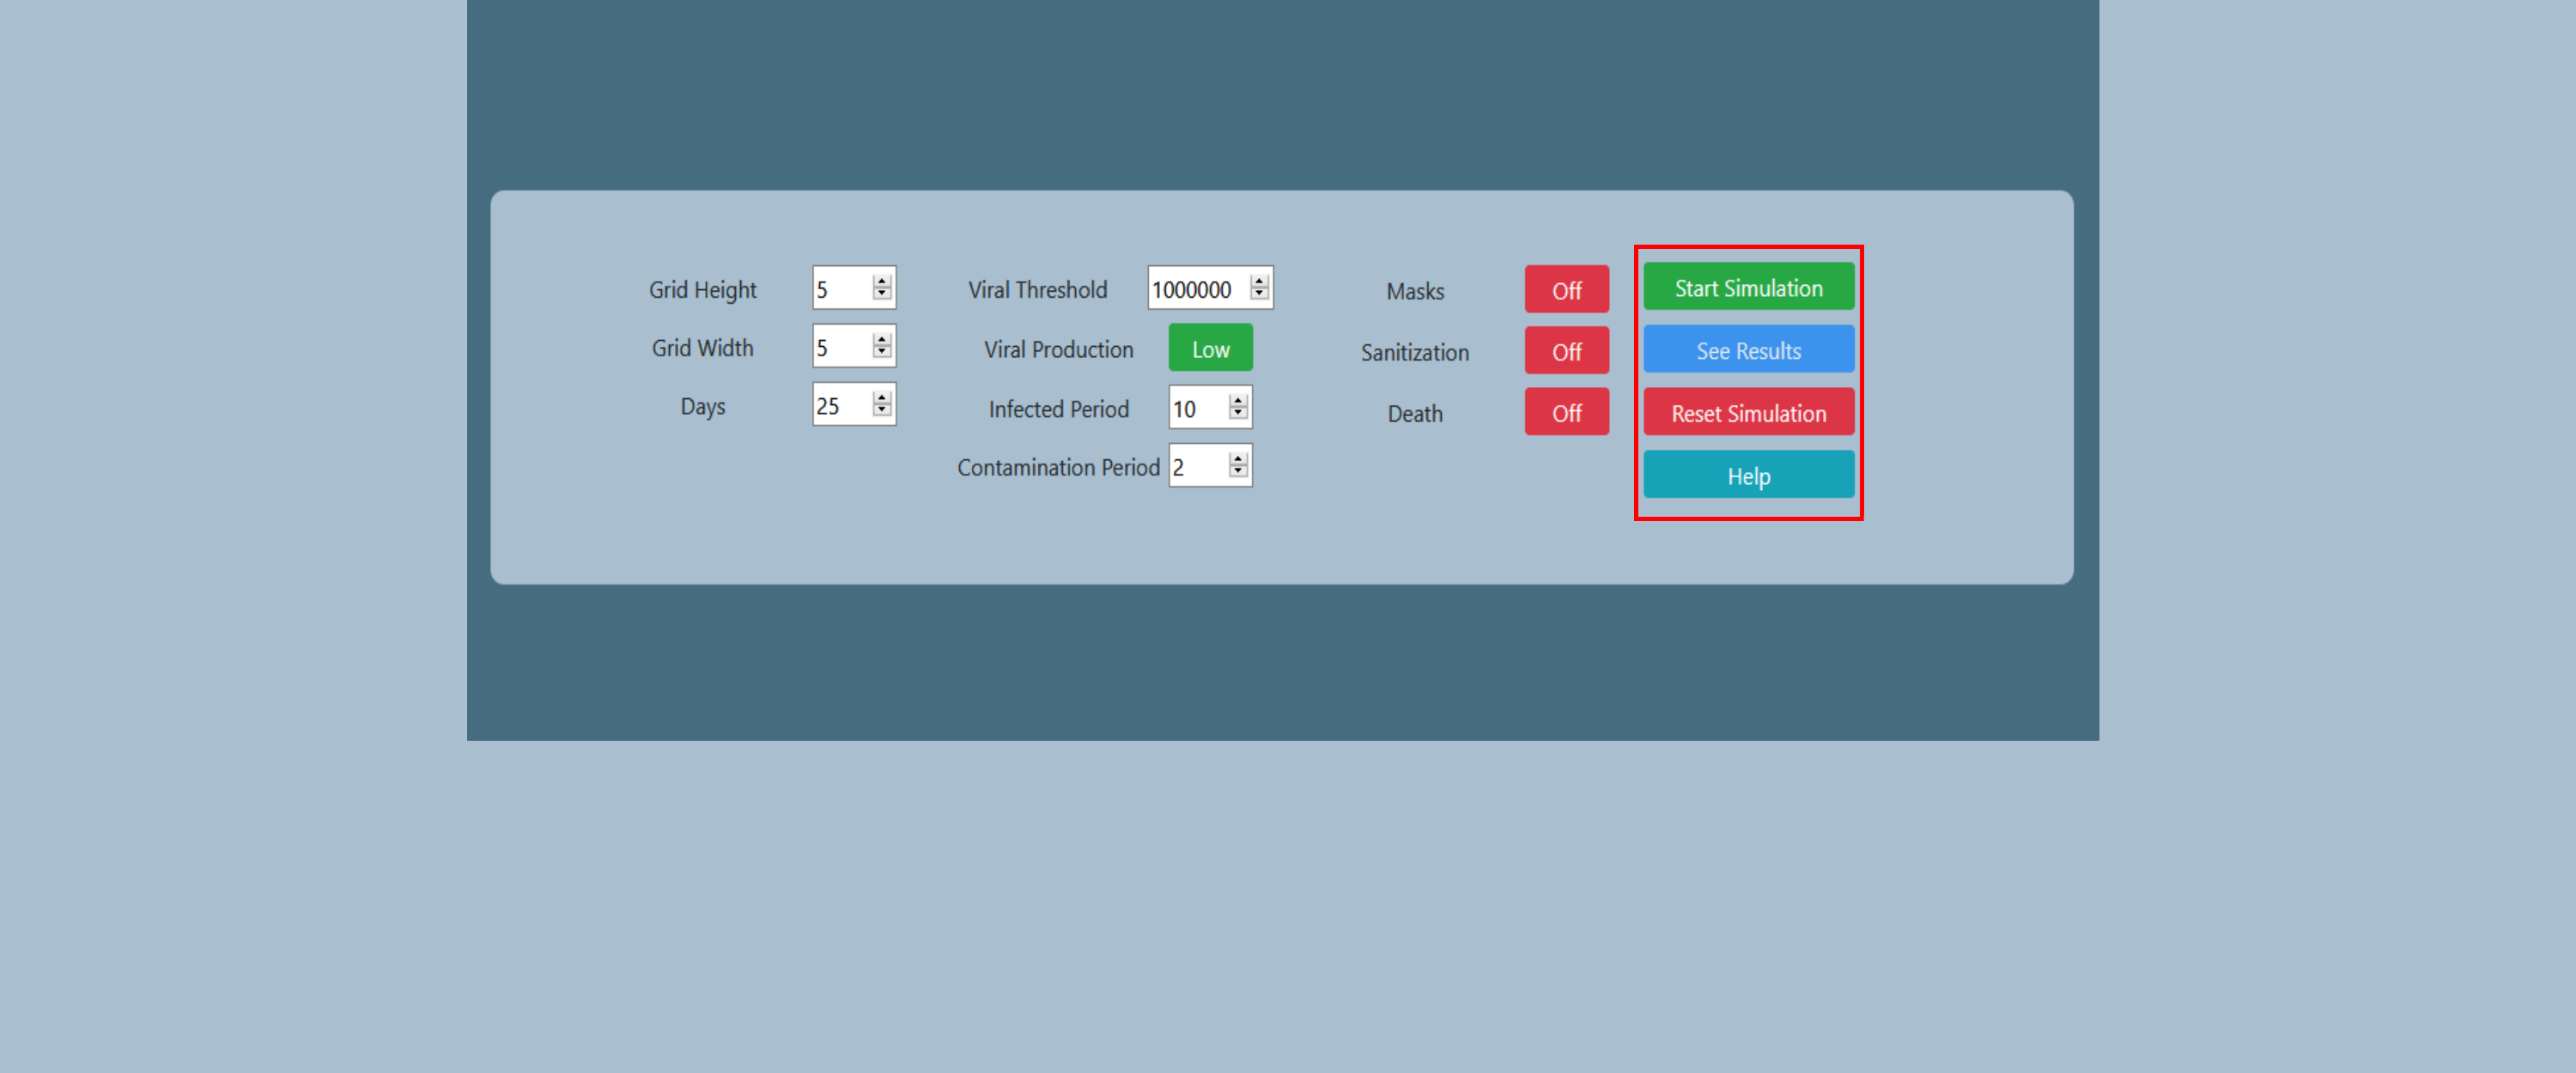 Grid Height 5
Grid Width 5
Days 25
Viral Threshold 1000000
Viral Production Low
Infected Period 10
Contamination Period 2
Masks Off
Sanitization Off
Death Off
Start Simulation
See Results
Reset Simulation
Help